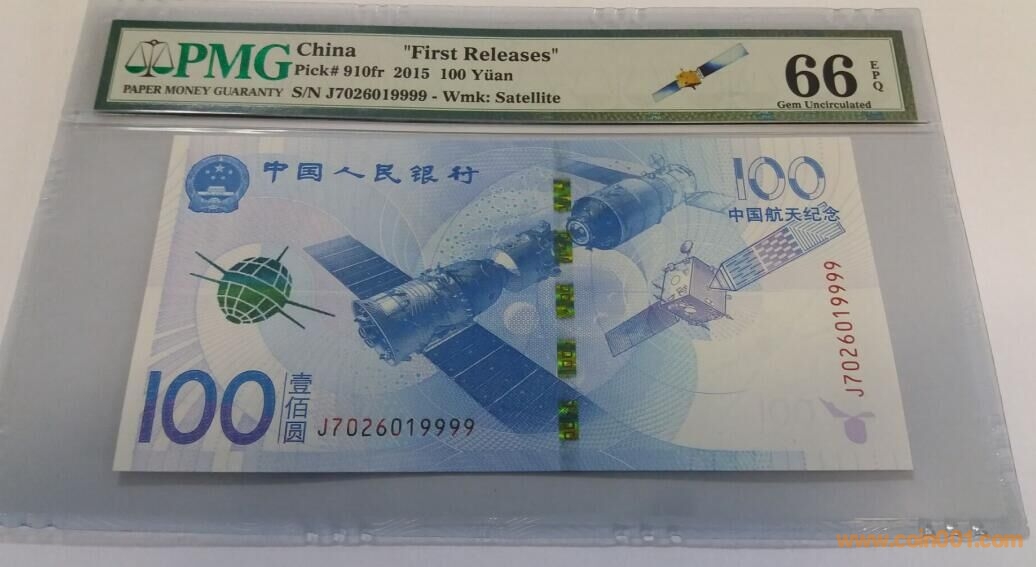 PMG
PAPER MONEY GUARANTY
China "First Releases"
Pick# 910fr 2015 100 Yüan
S/N J7026019999 - Wmk: Satellite
66
EPQ
Gem Uncirculated
中国人民银行
100
中国航天纪念
J7026019999
100
壹佰圆
J7026019999
www.coin001.com